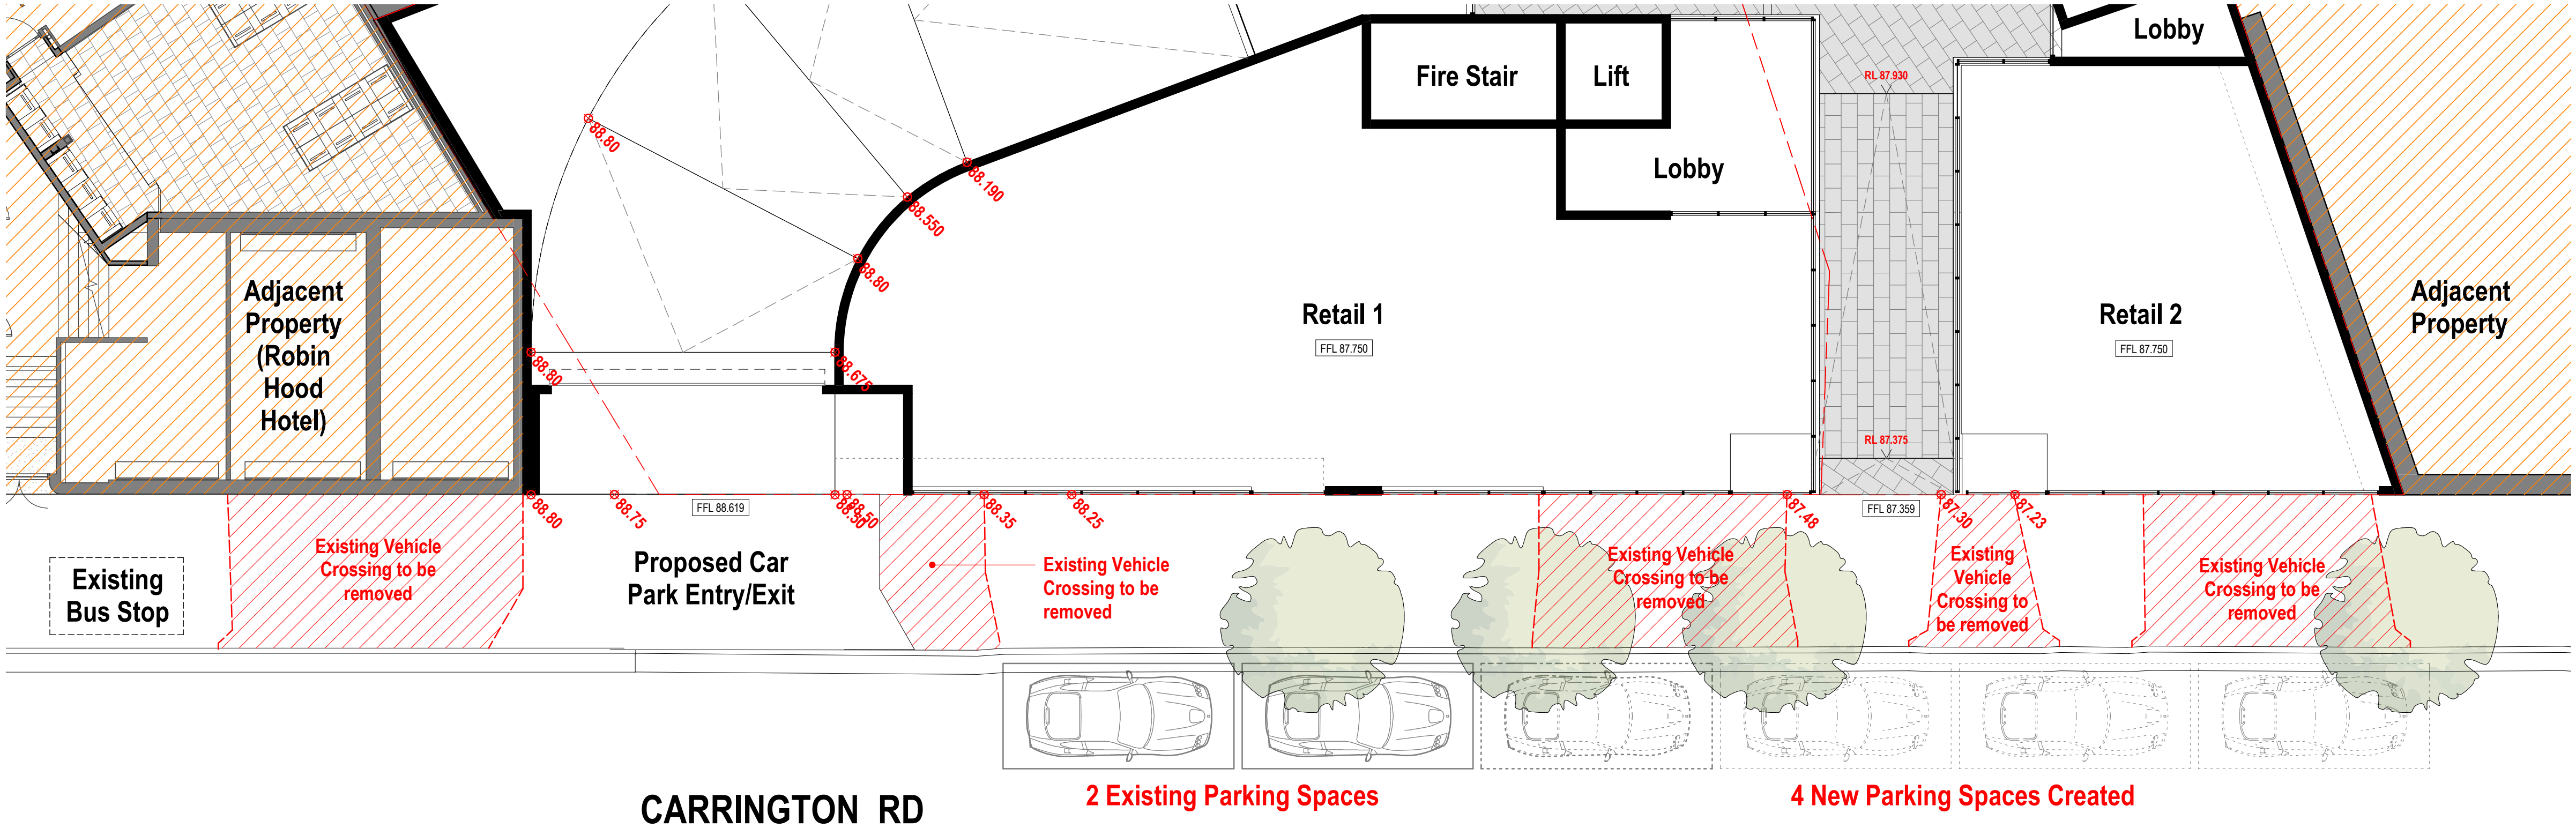 Lobby
Fire Stair
Lift
RL 87.930
88.80
88.190
Lobby
88.550
88.80
Adjacent
Property
(Robin
Hood
Hotel)
Retail 1
FFL 87.750
Retail 2
FFL 87.750
Adjacent
Property
88.80
88.675
RL 87.375
88.80
88.75
FFL 88.619
88.50
88.50
88.35
88.25
87.48
FFL 87.359
87.30
87.23
Existing
Bus Stop
Existing Vehicle
Crossing to be
removed
Proposed Car
Park Entry/Exit
Existing Vehicle
Crossing to be
removed
Existing Vehicle
Crossing to be
removed
Existing
Vehicle
Crossing to
be removed
Existing Vehicle
Crossing to be
removed
2 Existing Parking Spaces
4 New Parking Spaces Created
CARRINGTON RD